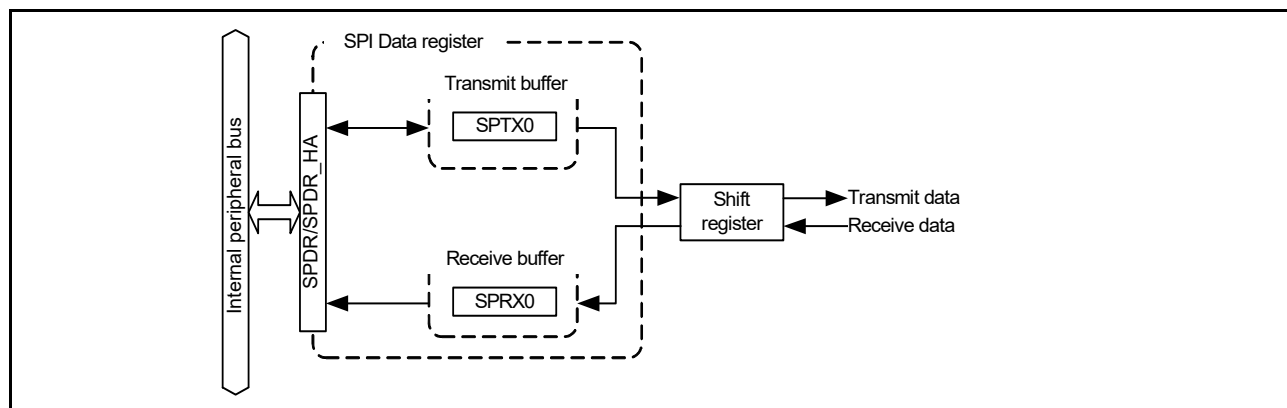 SPI Data register
Transmit buffer
SPTX0
Internal peripheral bus
SPDR/SPDR_HA
Shift
register
Transmit data
Receive data
Receive buffer
SPRX0